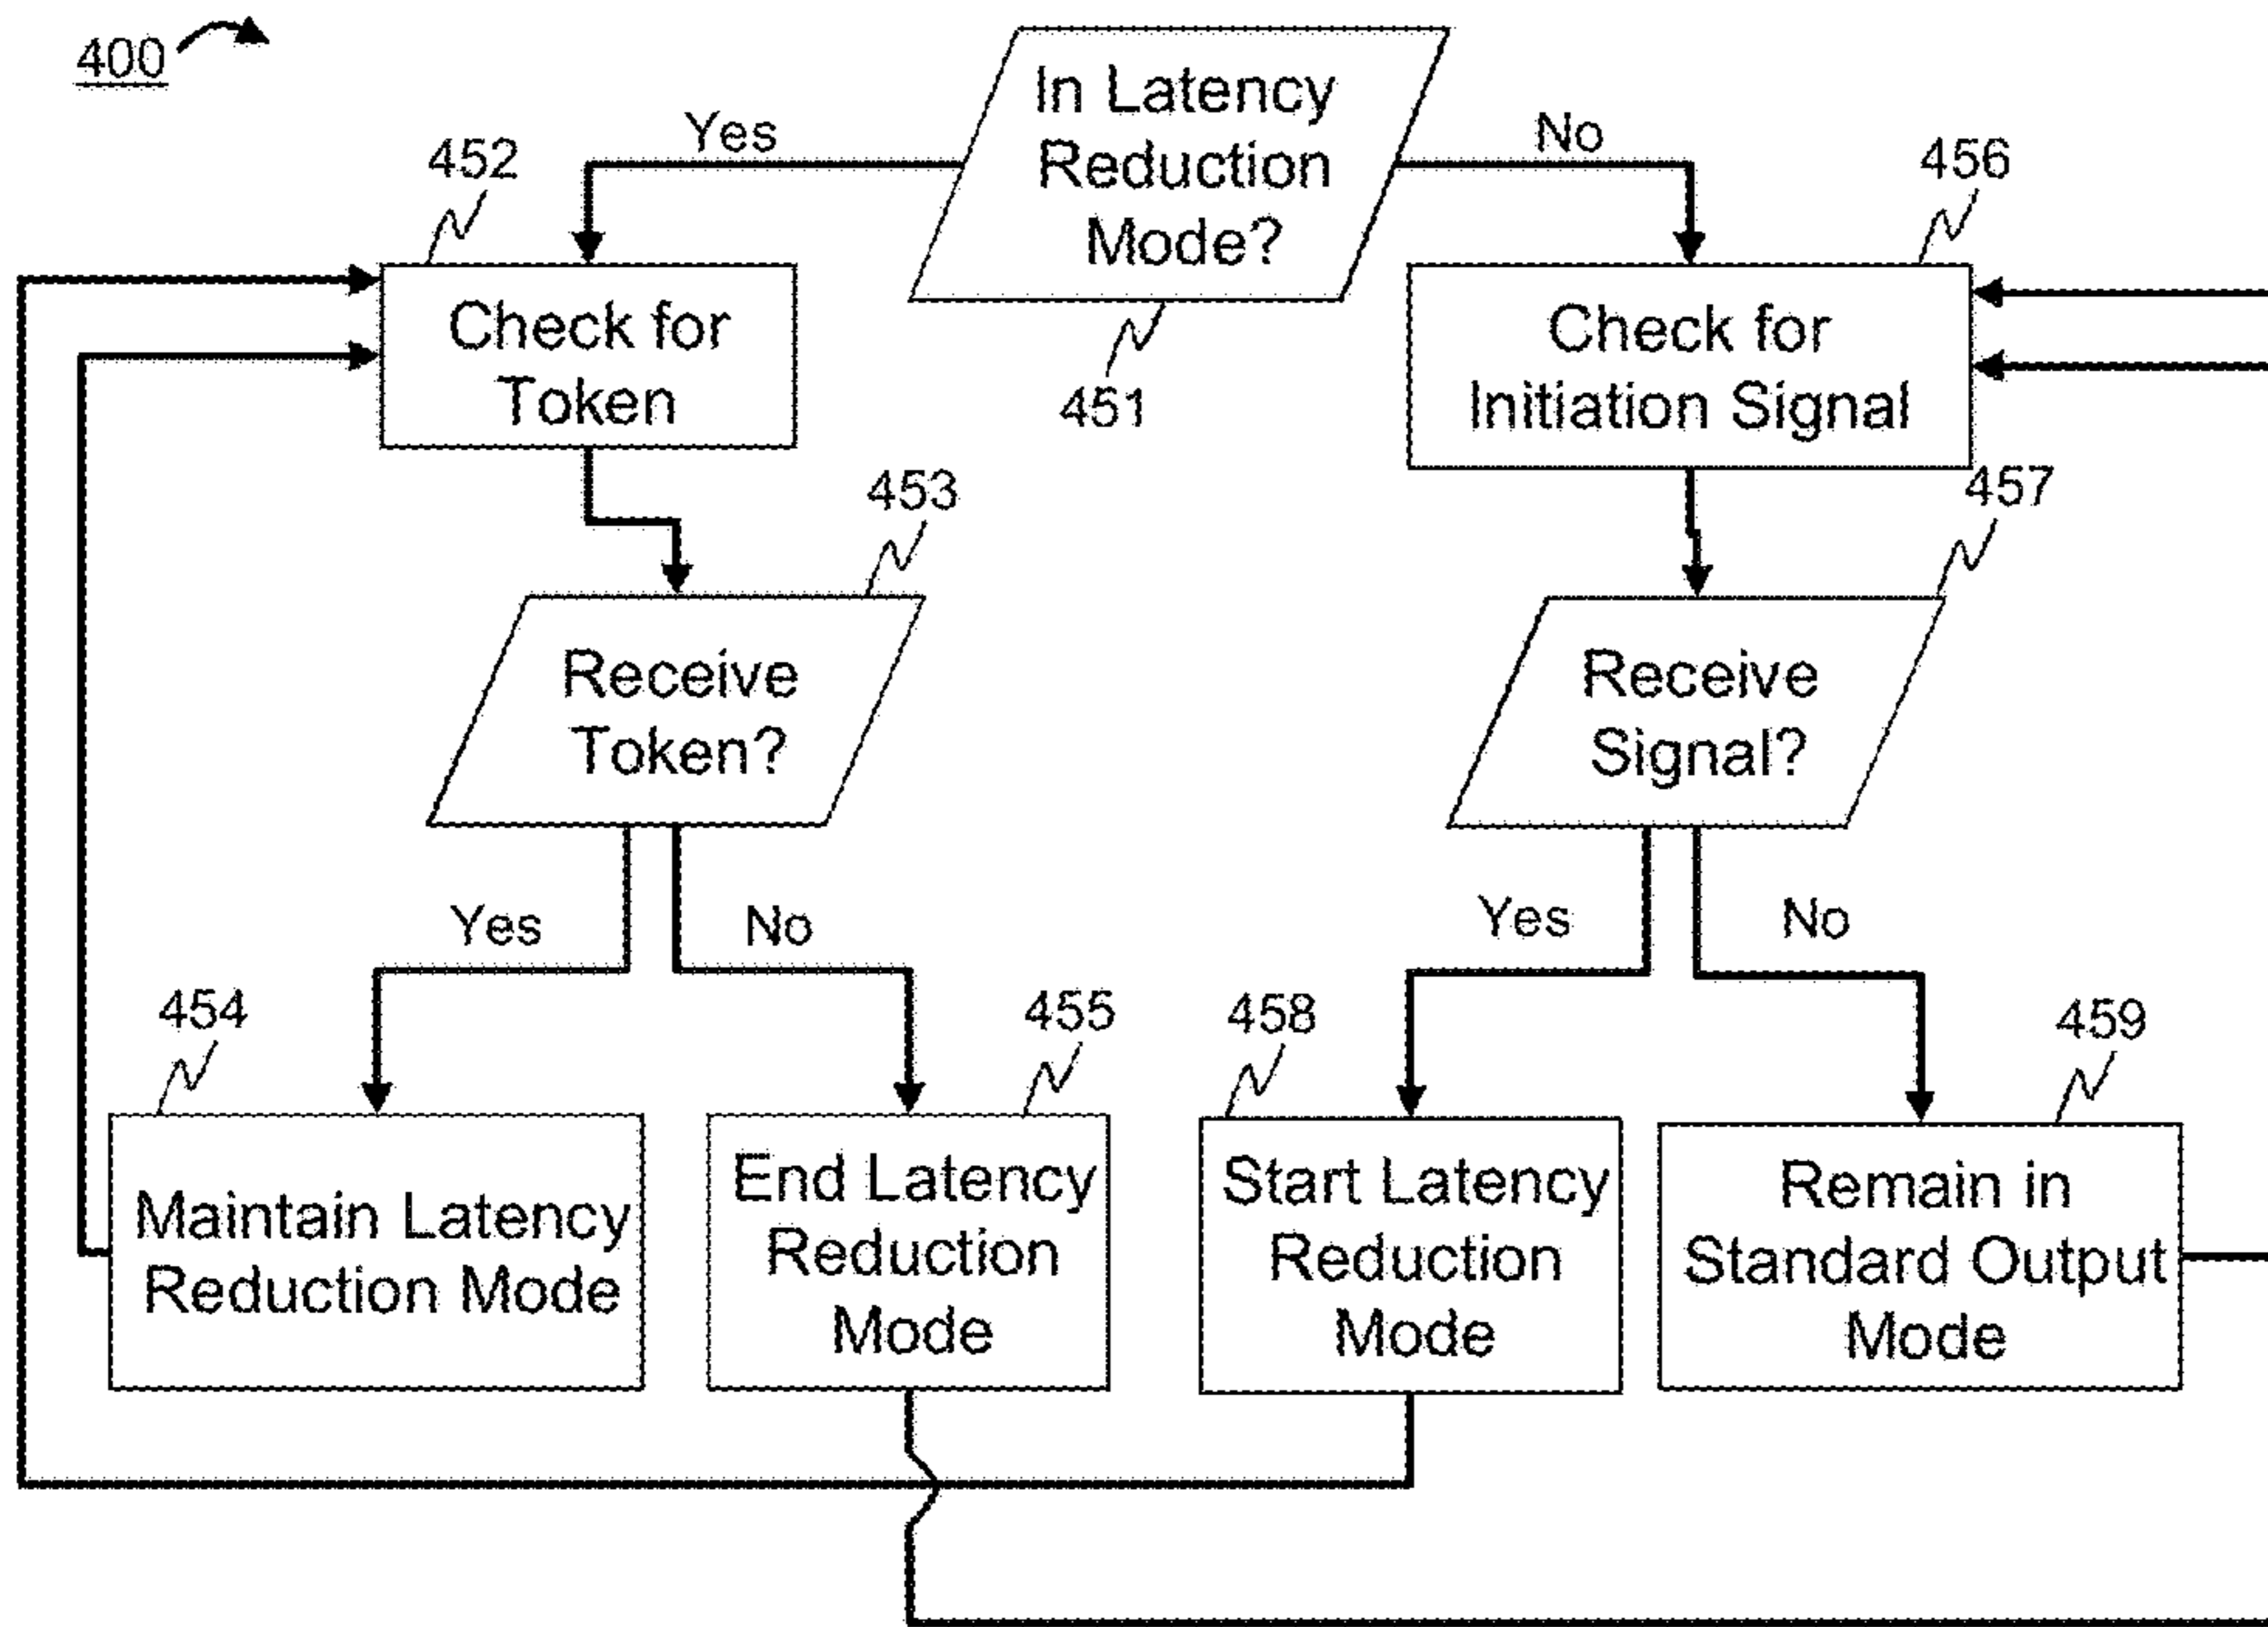 400
In Latency
Reduction
Mode?
451
Yes
No
452
Check for
Token
456
Check for
Initiation Signal
453
Receive
Token?
457
Receive
Signal?
Yes
No
Yes
No
454
Maintain Latency
Reduction Mode
455
End Latency
Reduction
Mode
458
Start Latency
Reduction
Mode
459
Remain in
Standard Output
Mode